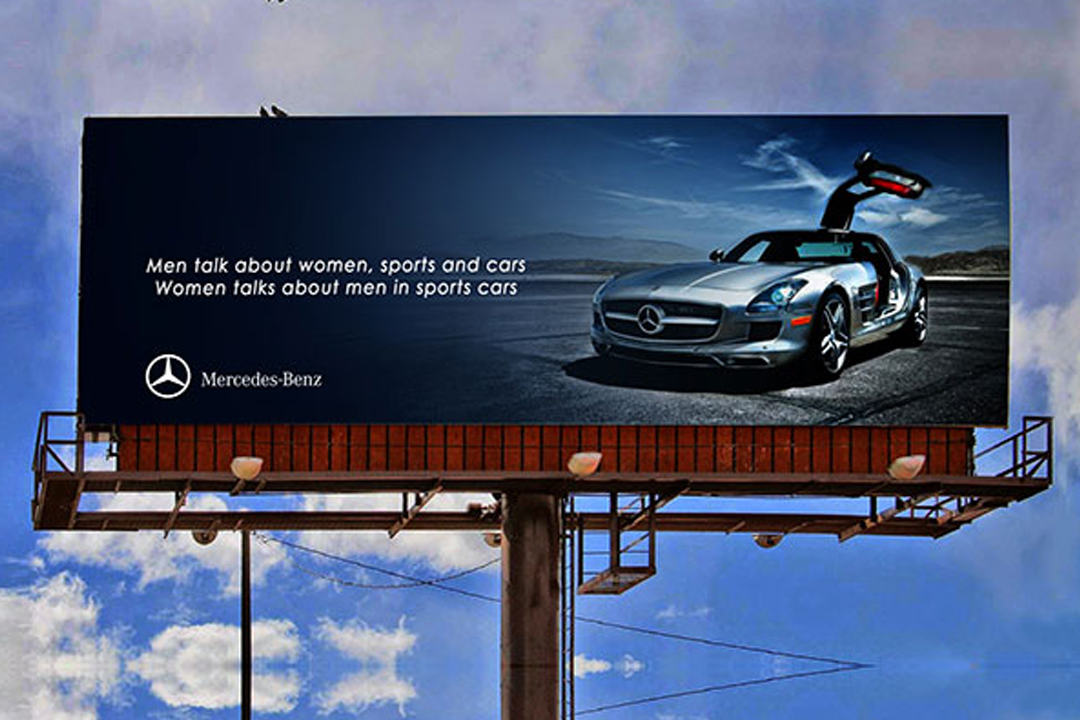 Men talk about women, sports and cars
Women talks about men in sports cars
Mercedes-Benz